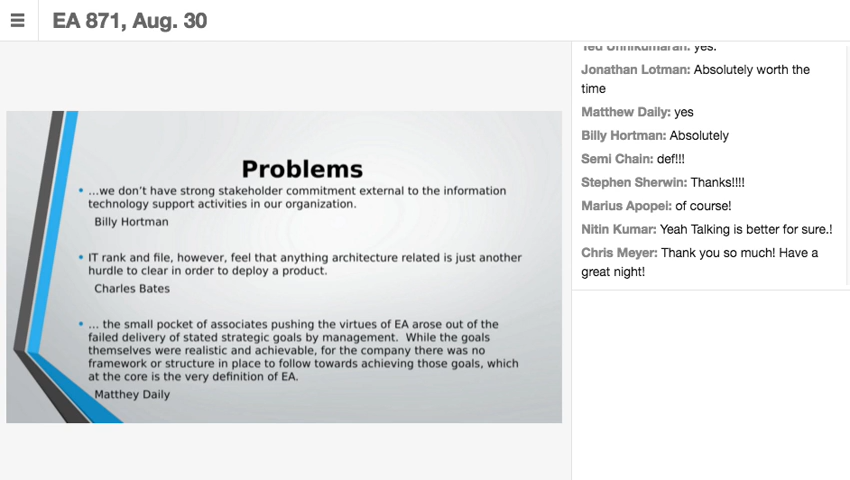 EA 871, Aug. 30
Problems
…we don't have strong stakeholder commitment external to the information
technology support activities in our organization.
Billy Hortman
IT rank and file, however, feel that anything architecture related is just another
hurdle to clear in order to deploy a product.
Charles Bates
... the small pocket of associates pushing the virtues of EA arose out of the
failed delivery of stated strategic goals by management.  While the goals
themselves were realistic and achievable, for the company there was no
framework or structure in place to follow towards achieving those goals, which
at the core is the very definition of EA.
Matthey Daily
yes.
Jonathan Lotman: Absolutely worth the
time
Matthew Daily: yes
Billy Hortman: Absolutely
Semi Chain: def!!!
Stephen Sherwin: Thanks!!!!
Marius Apopei: of course!
Nitin Kumar: Yeah Talking is better for sure.!
Chris Meyer: Thank you so much! Have a
great night!